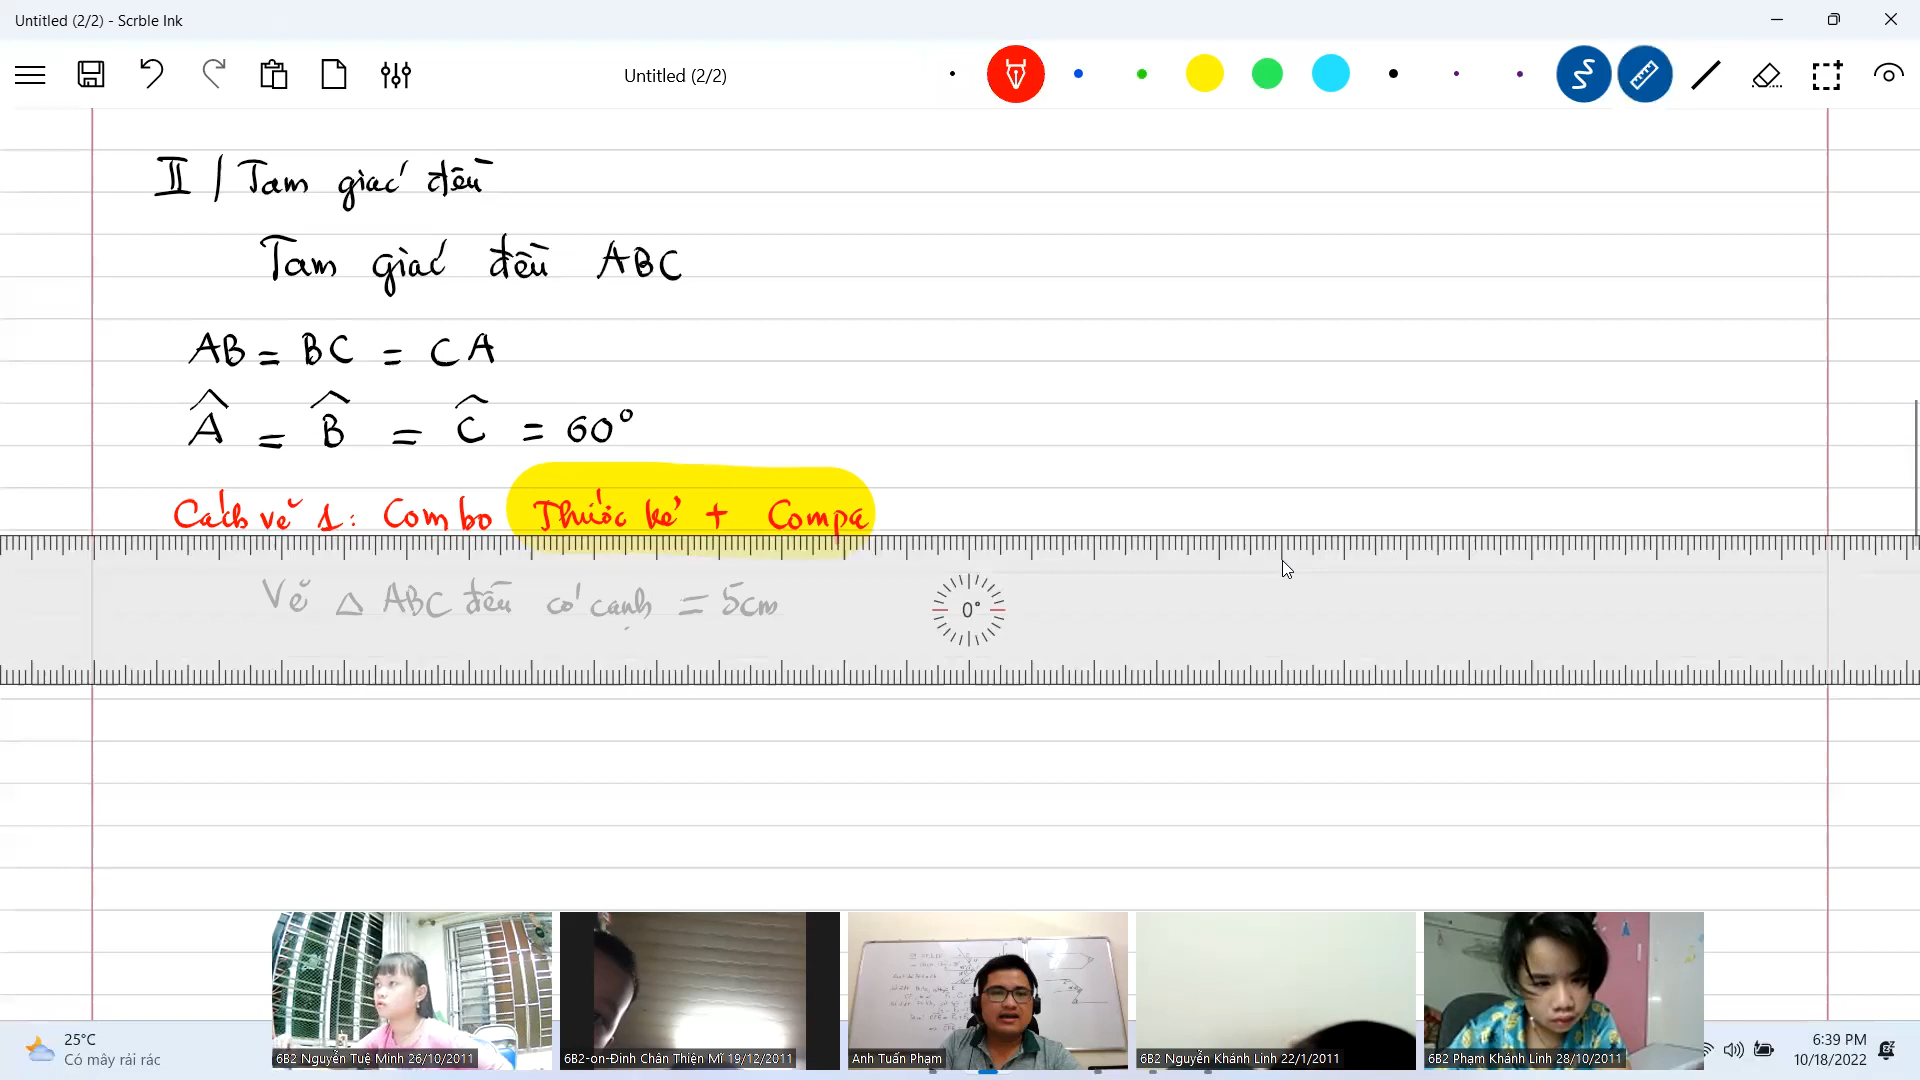 Untitled (2/2) - Scrble Ink
Untitled (2/2)
II / Tam giác đều
Tam giác đều ABC
AB = BC = CA
Â = B̂ = Ĉ = 60°
Cách vẽ 1: Combo Thước kẻ + Compa
Vẽ △ ABC đều có cạnh = 5cm
0°
25°C
Có mây rải rác
6B2 Nguyễn Tuệ Minh 26/10/2011
6B2-on-Đinh Chân Thiện Mĩ 19/12/2011
Anh Tuấn Phạm
6B2 Nguyễn Khánh Linh 22/1/2011
6B2 Phạm Khánh Linh 28/10/2011
6:39 PM
10/18/2022